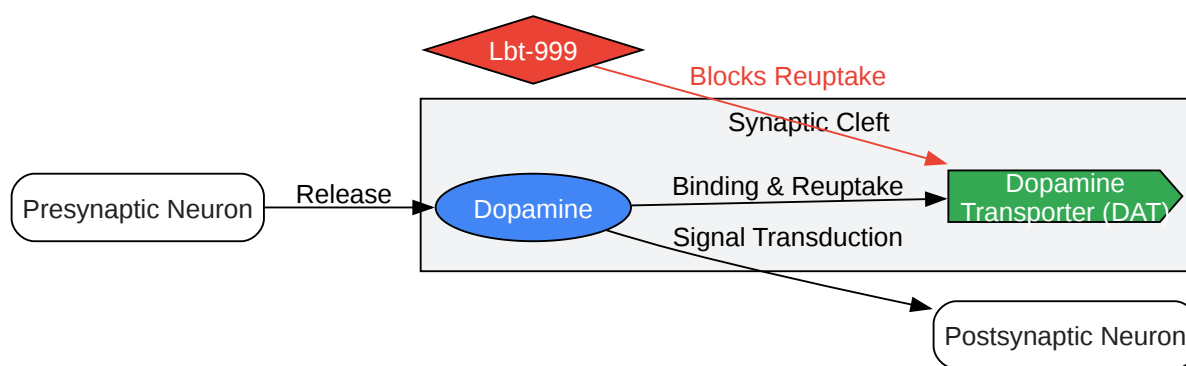 Lbt-999
Blocks Reuptake
Synaptic Cleft
Presynaptic Neuron
Release
Dopamine
Binding & Reuptake
Dopamine
Transporter (DAT)
Signal Transduction
Postsynaptic Neuron